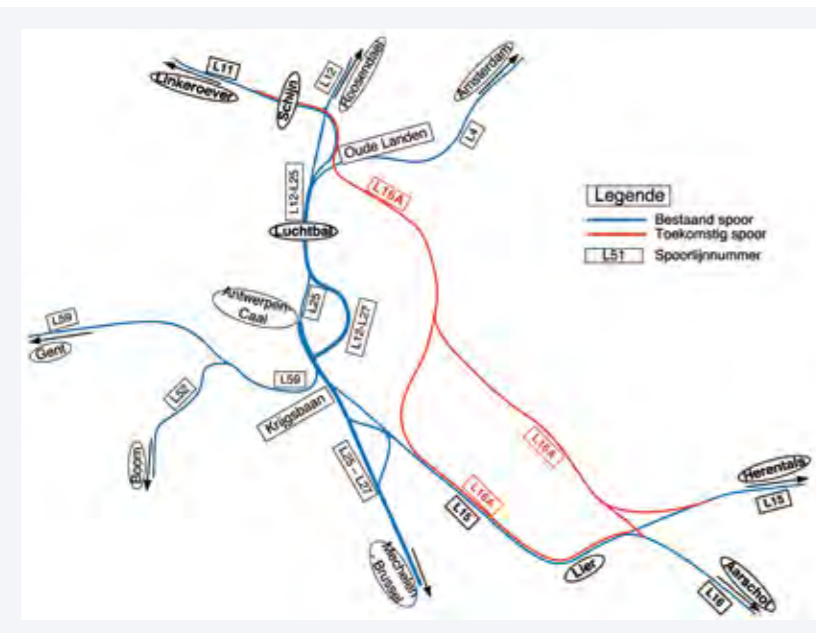 L11
Linkeroever
Schijn
L12
Roosendaal
Amsterdam
L4
Oude Landen
L12-L25
L16A
Luchtbal
Legende
Bestaand spoor
Toekomstig spoor
L51 Spoorlijnnummer
Antwerpen
Caal
L25
L12-L27
L59
Gent
L59
L52
Krijgsbaan
Boom
L25 - L27
L16A
L16A
L15
Herentals
L15
Lier
Mechelen
- Brussel
Aarschot
L16